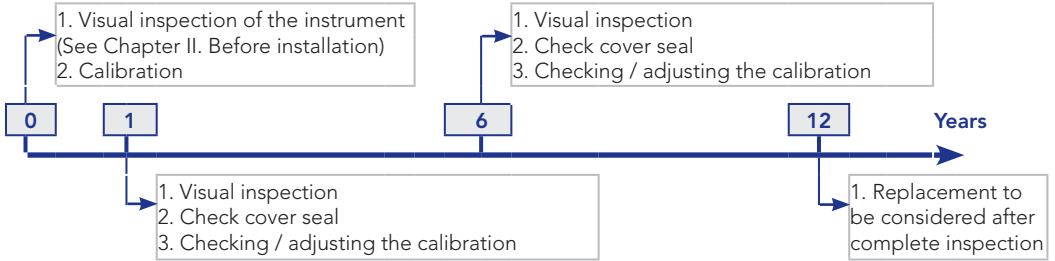 1. Visual inspection of the instrument
(See Chapter II. Before installation)
2. Calibration
1. Visual inspection
2. Check cover seal
3. Checking / adjusting the calibration
0
1
6
12
Years
1. Visual inspection
2. Check cover seal
3. Checking / adjusting the calibration
1. Replacement to
be considered after
complete inspection